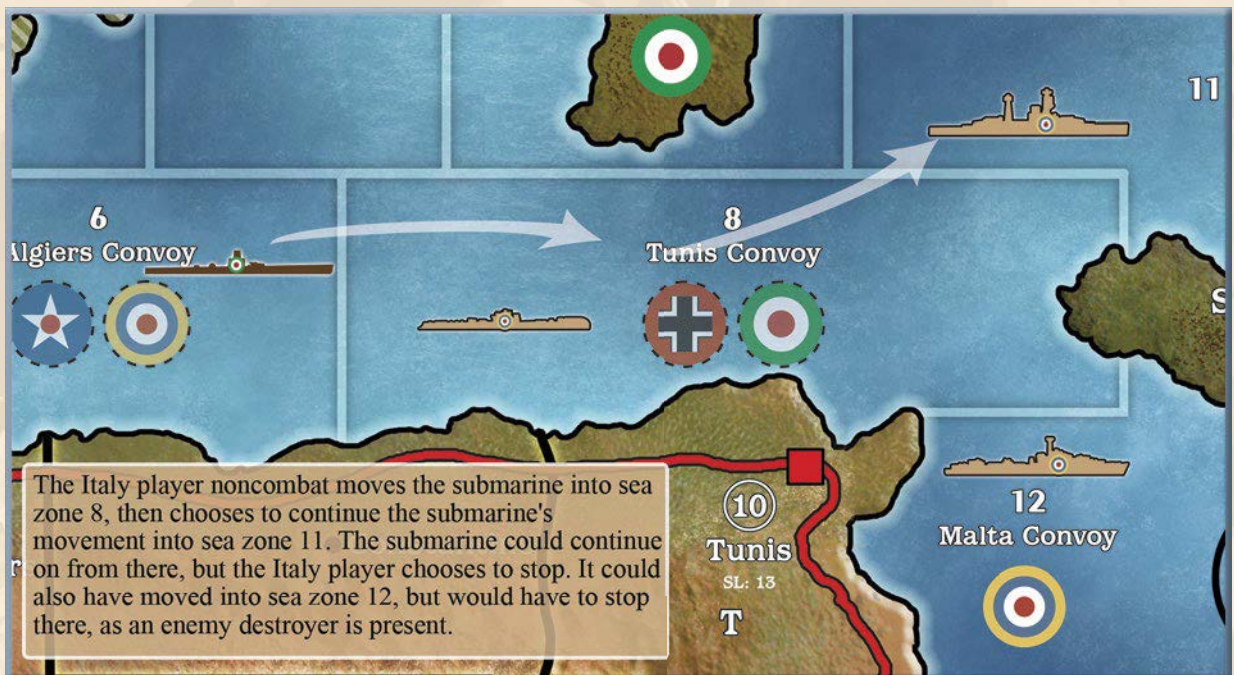 11
6
Algiers Convoy
8
Tunis Convoy
S
12
Malta Convoy
10
Tunis
SL: 13
T
The Italy player noncombat moves the submarine into sea
zone 8, then chooses to continue the submarine's
movement into sea zone 11. The submarine could continue
on from there, but the Italy player chooses to stop. It could
also have moved into sea zone 12, but would have to stop
there, as an enemy destroyer is present.